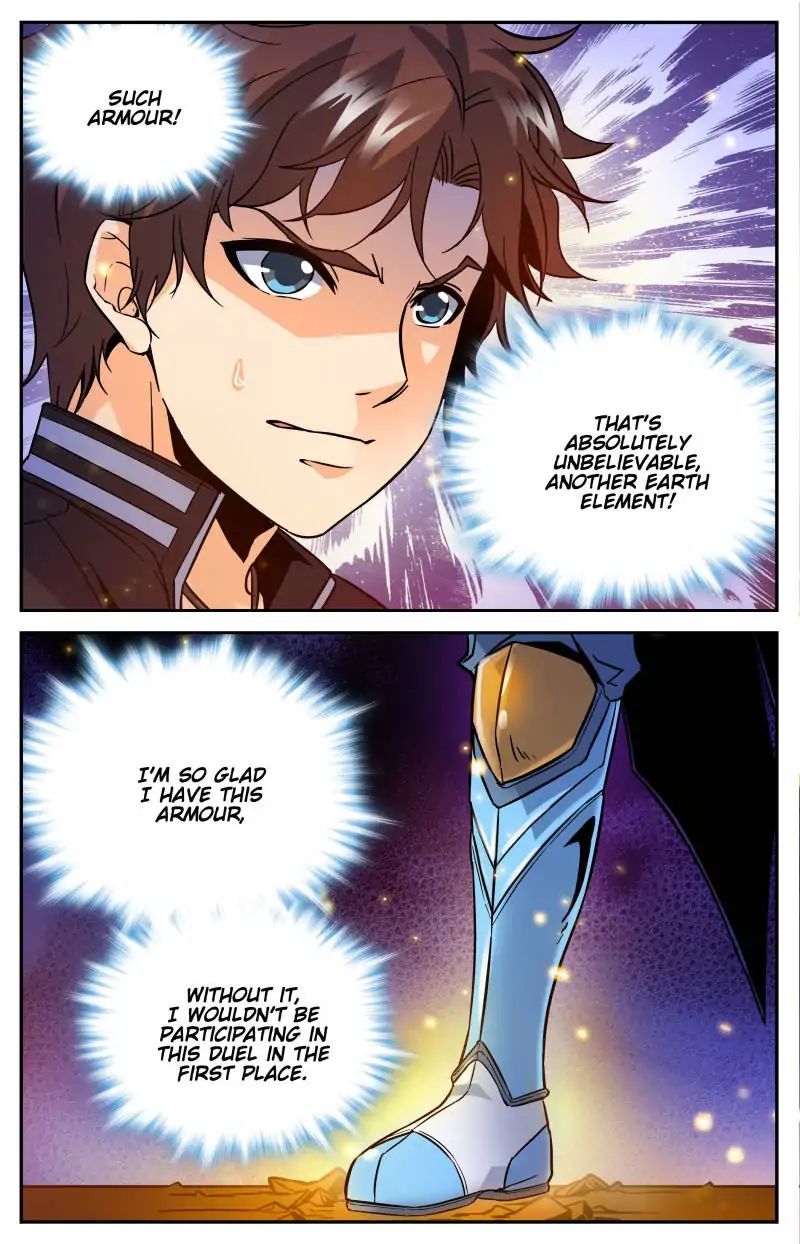 SUCH
ARMOUR!
THAT'S
ABSOLUTELY
UNBELIEVABLE,
ANOTHER EARTH
ELEMENT!
I'M SO GLAD
I HAVE THIS
ARMOUR,
WITHOUT IT,
I WOULDN'T BE
PARTICIPATING IN
THIS DUEL IN THE
FIRST PLACE.